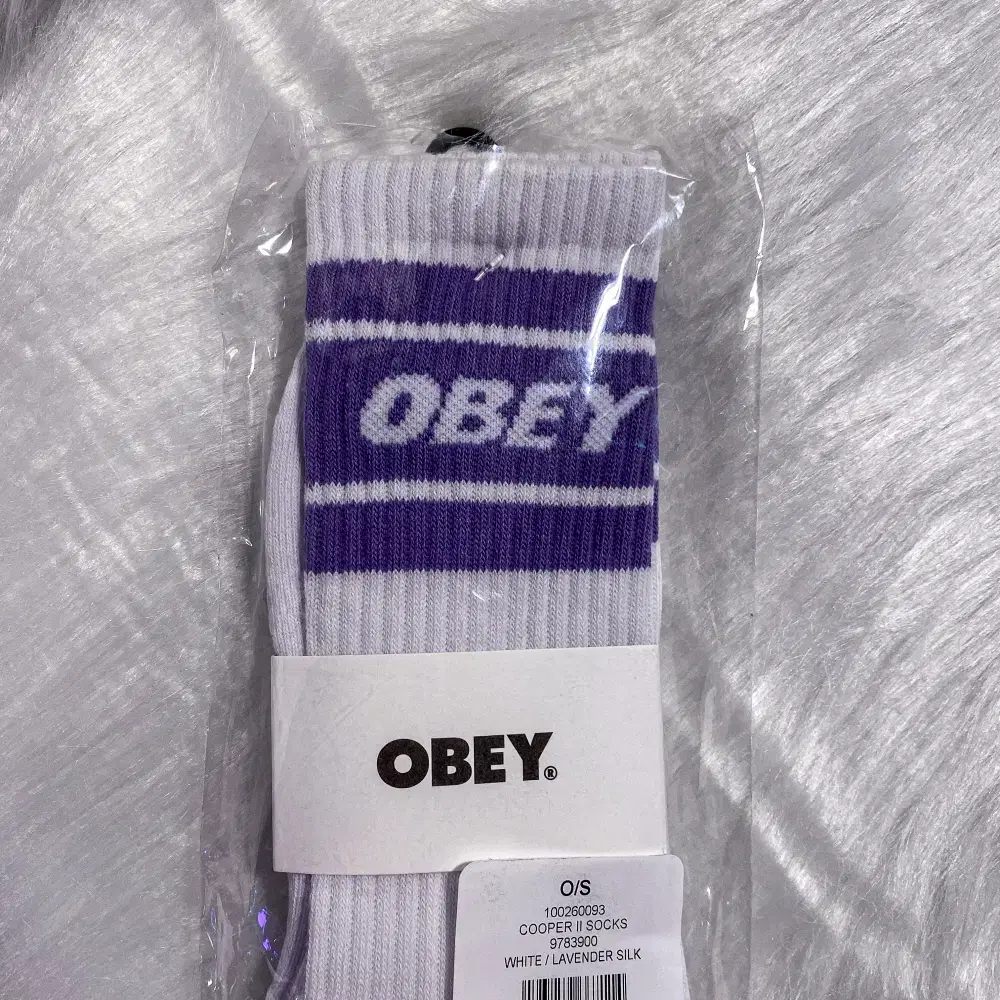 OBEY
OBEY®
O/S
100260093
COOPER II SOCKS
9783900
WHITE / LAVENDER SILK